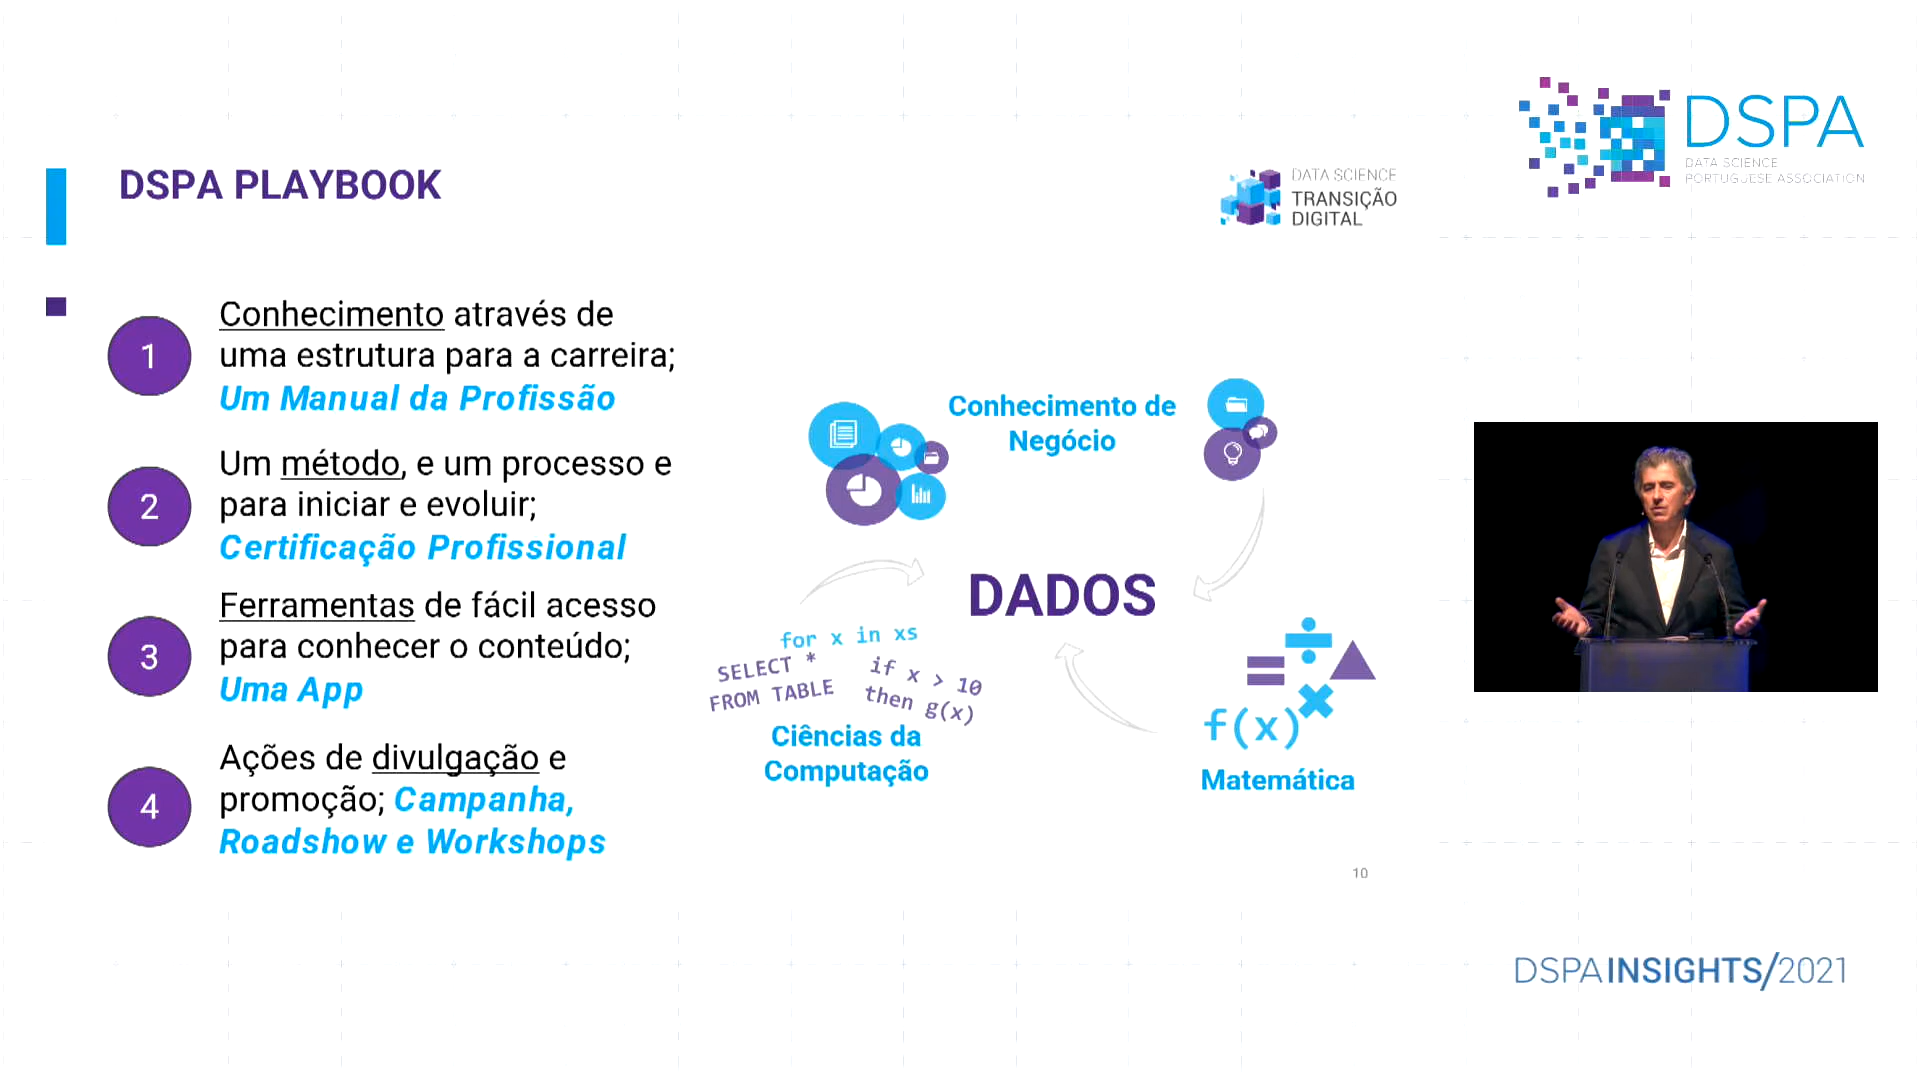 DSPA PLAYBOOK
DATA SCIENCE
TRANSIÇÃO
DIGITAL
DSPA
DATA SCIENCE
PORTUGUESE ASSOCIATION
1
Conhecimento através de
uma estrutura para a carreira;
Um Manual da Profissão
2
Um método, e um processo e
para iniciar e evoluir;
Certificação Profissional
3
Ferramentas de fácil acesso
para conhecer o conteúdo;
Uma App
4
Ações de divulgação e
promoção; Campanha,
Roadshow e Workshops
Conhecimento de
Negócio
DADOS
for x in xs
SELECT *
FROM TABLE
if x > 10
then g(x)
Ciências da
Computação
f(x)
Matemática
10
DSPAINSIGHTS/2021